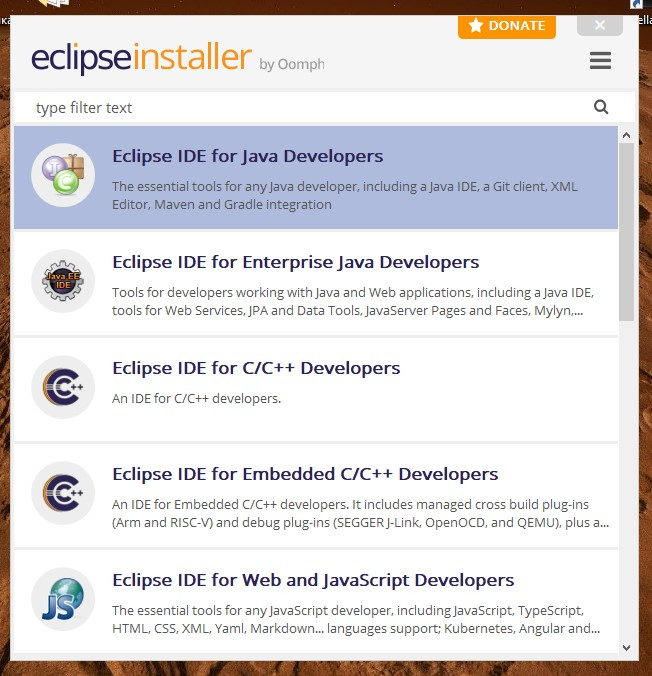 DONATE
eclipseinstaller by Oomph
type filter text
Eclipse IDE for Java Developers
The essential tools for any Java developer, including a Java IDE, a Git client, XML
Editor, Maven and Gradle integration
Java EE
IDE
Eclipse IDE for Enterprise Java Developers
Tools for developers working with Java and Web applications, including a Java IDE,
tools for Web Services, JPA and Data Tools, JavaServer Pages and Faces, Mylyn,...
C++
Eclipse IDE for C/C++ Developers
An IDE for C/C++ developers.
C++
Eclipse IDE for Embedded C/C++ Developers
An IDE for Embedded C/C++ developers. It includes managed cross build plug-ins
(Arm and RISC-V) and debug plug-ins (SEGGER J-Link, OpenOCD, and QEMU), plus a...
JS
Eclipse IDE for Web and JavaScript Developers
The essential tools for any JavaScript developer, including JavaScript, TypeScript,
HTML, CSS, XML, Yaml, Markdown... languages support; Kubernetes, Angular and...